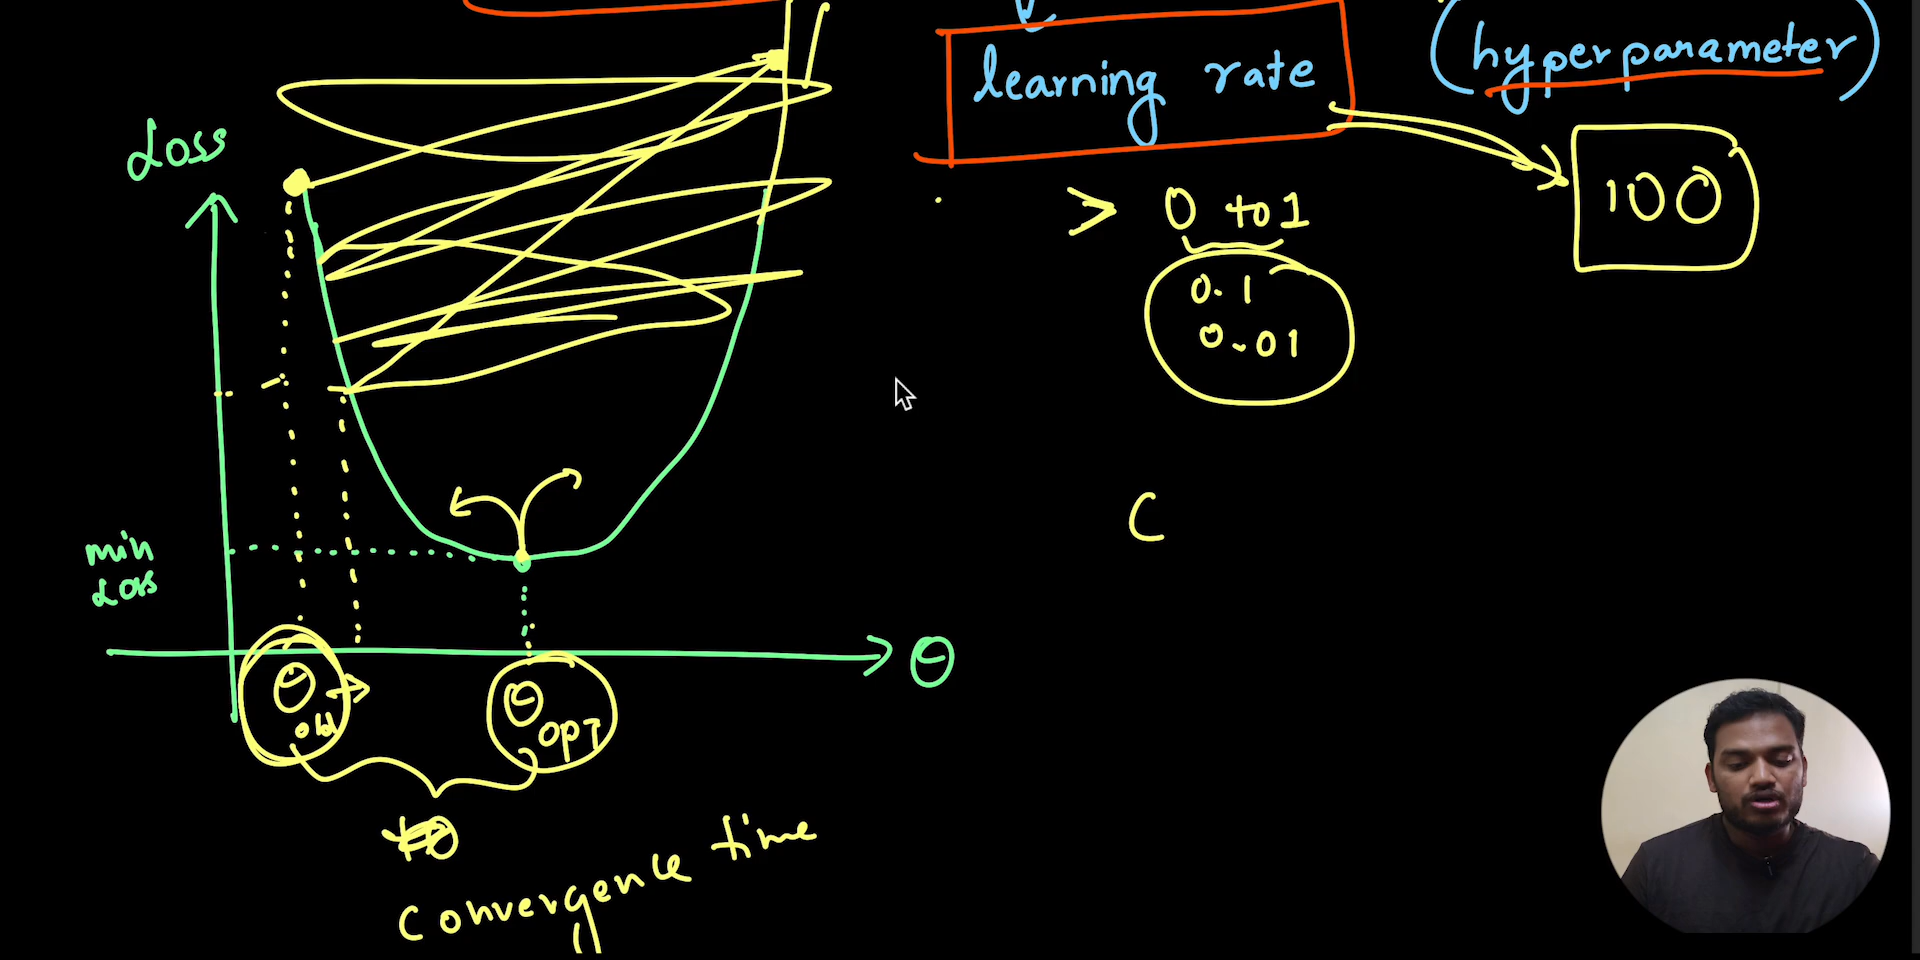 (hyperparameter)
learning rate
100
Loss
> 0 to 1
0.1
0.01
C
min
Loss
θ
θ old
θ opt
Convergence time